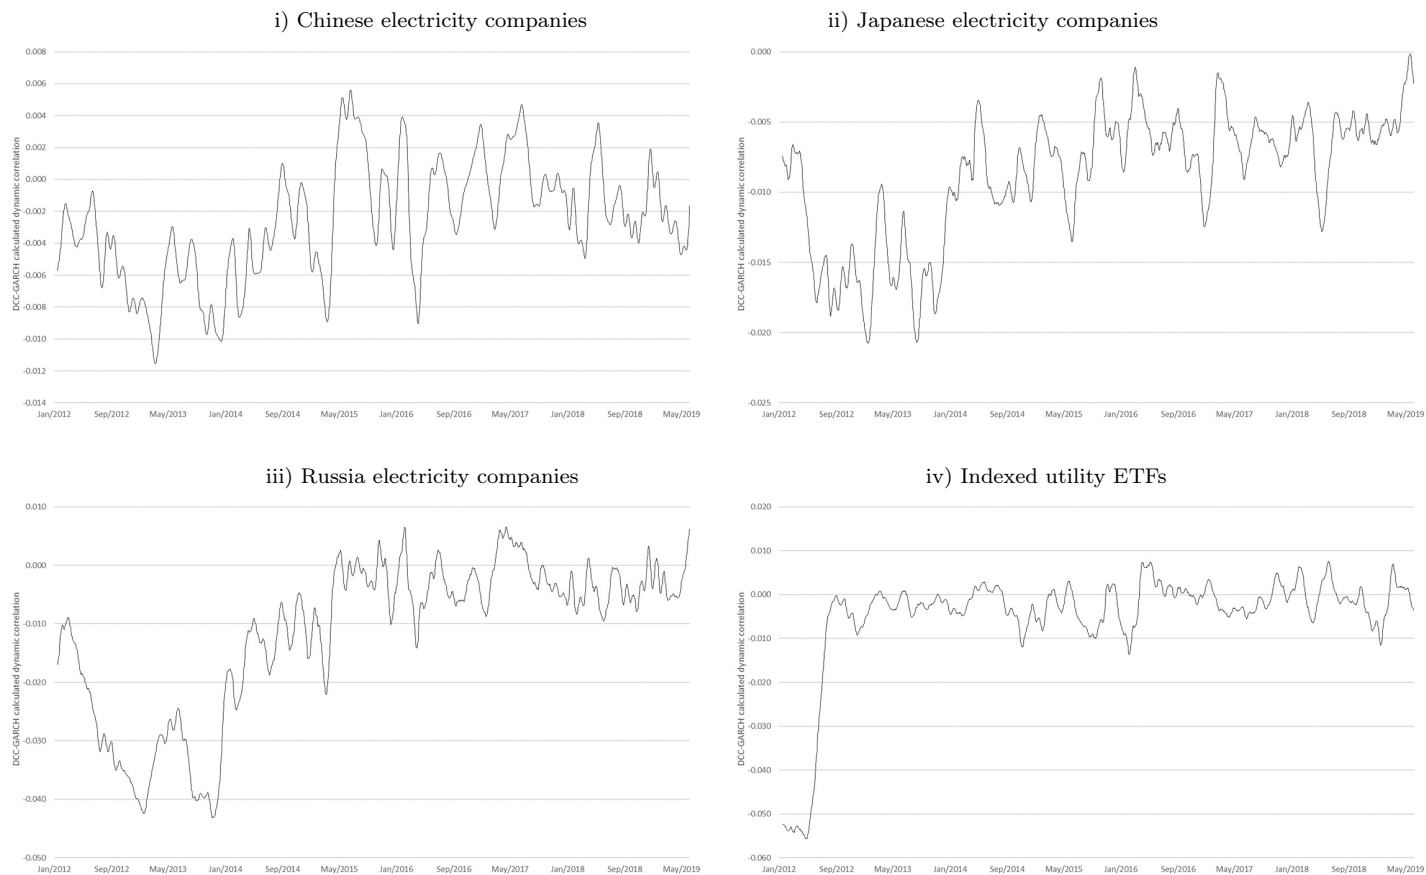 i) Chinese electricity companies
DCC-GARCH calculated dynamic correlation
0.008
0.006
0.004
0.002
0.000
-0.002
-0.004
-0.006
-0.008
-0.010
-0.012
-0.014
Jan/2012 Sep/2012 May/2013 Jan/2014 Sep/2014 May/2015 Jan/2016 Sep/2016 May/2017 Jan/2018 Sep/2018 May/2019
ii) Japanese electricity companies
DCC-GARCH calculated dynamic correlation
0.000
-0.005
-0.010
-0.015
-0.020
-0.025
Jan/2012 Sep/2012 May/2013 Jan/2014 Sep/2014 May/2015 Jan/2016 Sep/2016 May/2017 Jan/2018 Sep/2018 May/2019
iii) Russia electricity companies
DCC-GARCH calculated dynamic correlation
0.010
0.000
-0.010
-0.020
-0.030
-0.040
-0.050
Jan/2012 Sep/2012 May/2013 Jan/2014 Sep/2014 May/2015 Jan/2016 Sep/2016 May/2017 Jan/2018 Sep/2018 May/2019
iv) Indexed utility ETFs
DCC-GARCH calculated dynamic correlation
0.020
0.010
0.000
-0.010
-0.020
-0.030
-0.040
-0.050
-0.060
Jan/2012 Sep/2012 May/2013 Jan/2014 Sep/2014 May/2015 Jan/2016 Sep/2016 May/2017 Jan/2018 Sep/2018 May/2019